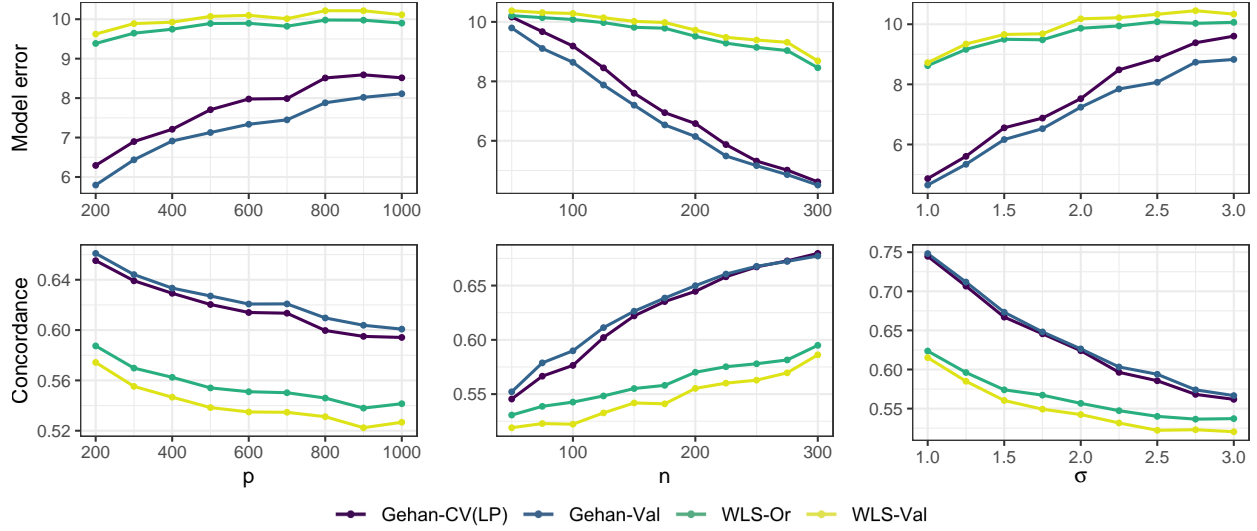 Model error
10
9
8
7
6
200 400 600 800 1000
10
8
6
100 200 300
10
8
6
1.0 1.5 2.0 2.5 3.0
Concordance
0.64
0.60
0.56
0.52
200 400 600 800 1000
p
0.65
0.60
0.55
100 200 300
n
0.75
0.70
0.65
0.60
0.55
1.0 1.5 2.0 2.5 3.0
σ
Gehan-CV(LP) Gehan-Val WLS-Or WLS-Val